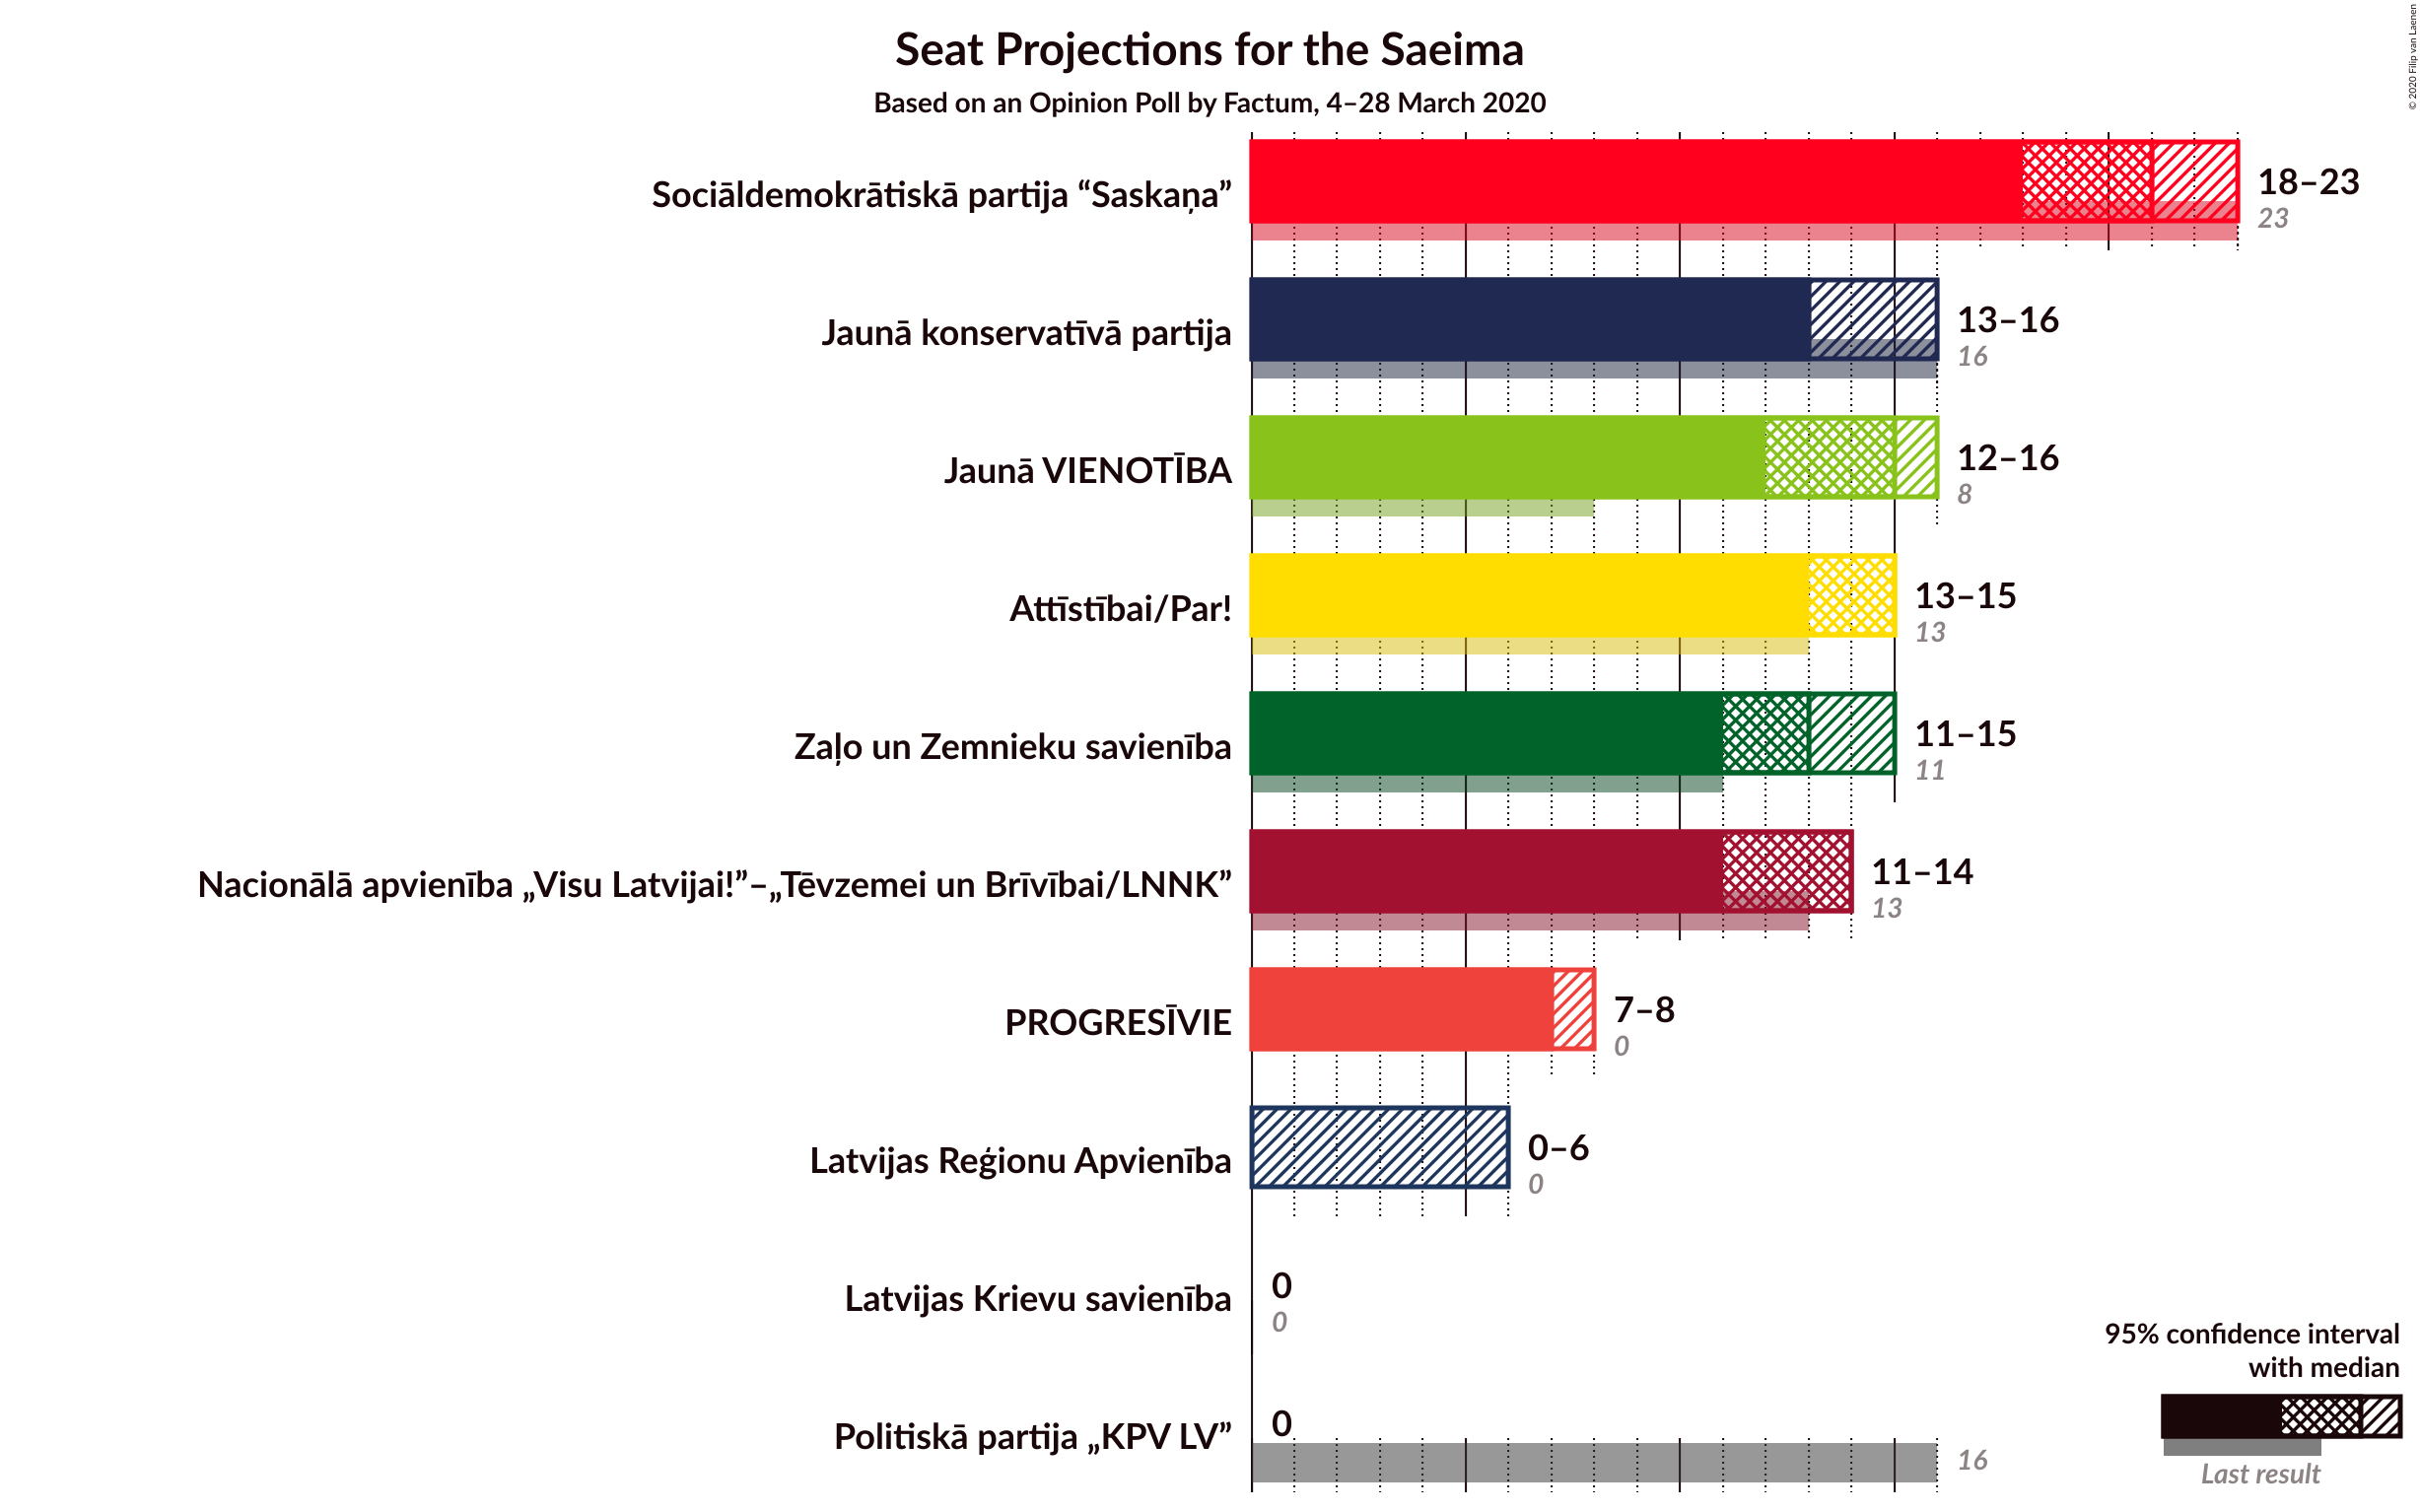 Seat Projections for the Saeima
Based on an Opinion Poll by Factum, 4–28 March 2020
© 2020 Filip van Laenen
Sociāldemokrātiskā partija “Saskaņa”
18–23
23
Jaunā konservatīvā partija
13–16
16
Jaunā VIENOTĪBA
12–16
8
Attīstībai/Par!
13–15
13
Zaļo un Zemnieku savienība
11–15
11
Nacionālā apvienība „Visu Latvijai!”–„Tēvzemei un Brīvībai/LNNK”
11–14
13
PROGRESĪVIE
7–8
0
Latvijas Reģionu Apvienība
0–6
0
Latvijas Krievu savienība
0
0
Politiskā partija „KPV LV”
0
16
95% confidence interval
with median
Last result